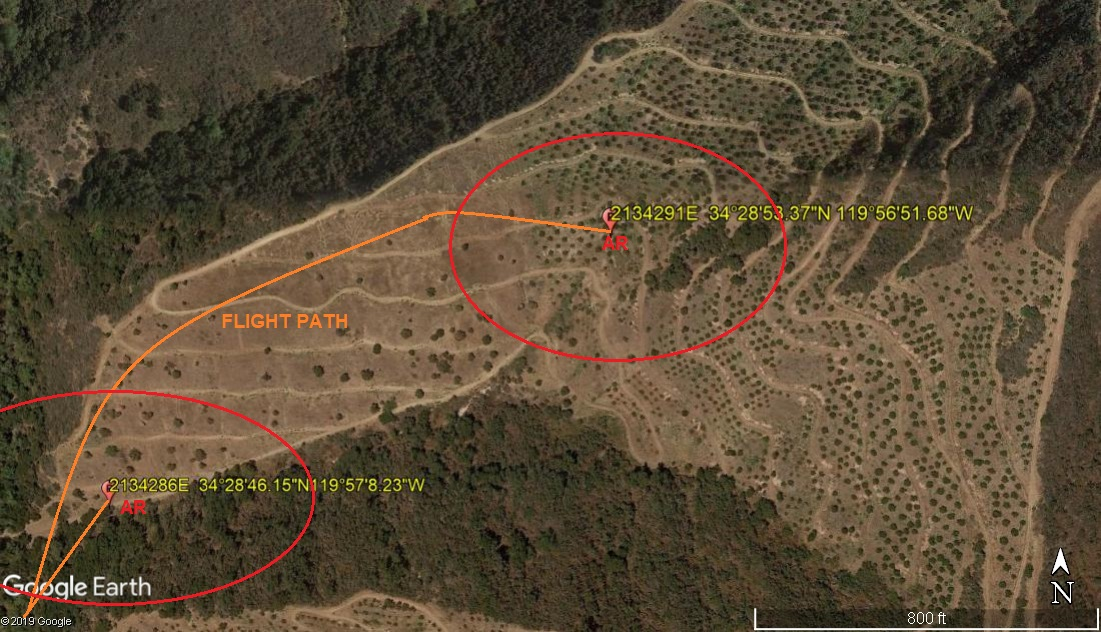 2134291E 34°28'53.37"N 119°56'51.68"W
AR
FLIGHT PATH
2134286E 34°28'46.15"N119°57'8.23"W
AR
Google Earth
©2019 Google
N
800 ft